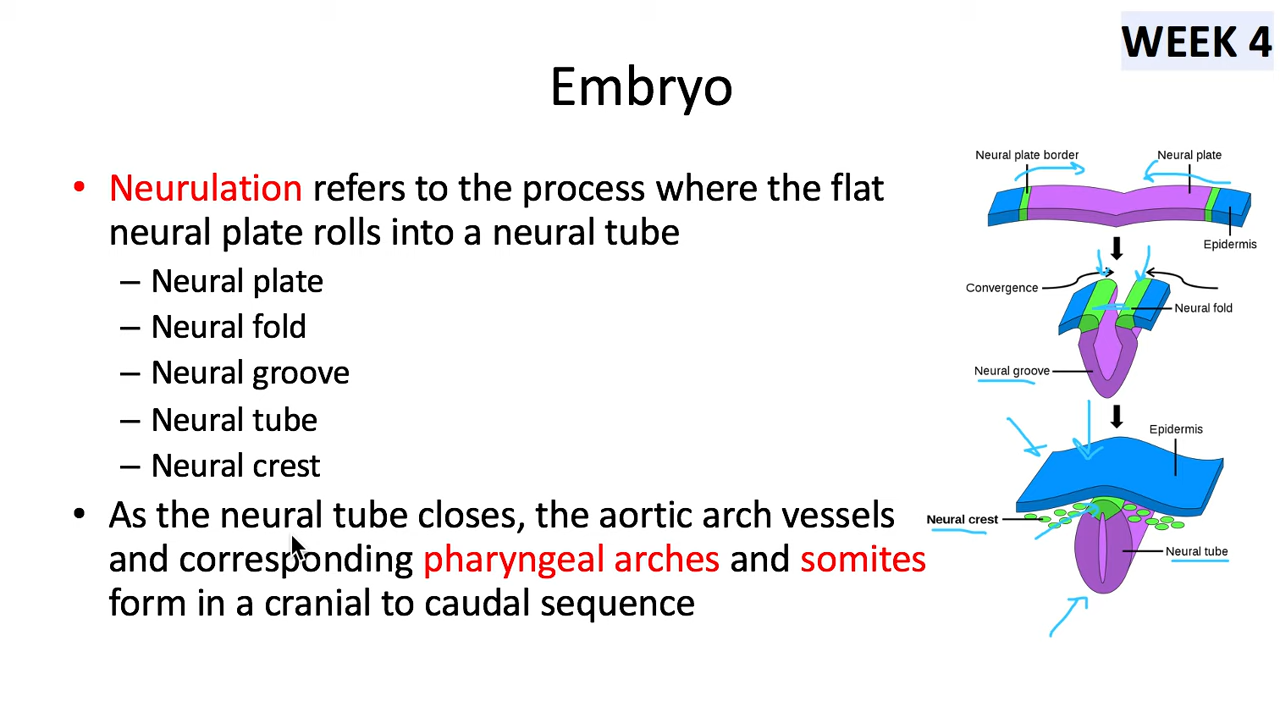 WEEK 4
Embryo
• Neurulation refers to the process where the flat
neural plate rolls into a neural tube
– Neural plate
– Neural fold
– Neural groove
– Neural tube
– Neural crest
• As the neural tube closes, the aortic arch vessels
and corresponding pharyngeal arches and somites
form in a cranial to caudal sequence
Neural plate border
Neural plate
Epidermis
Convergence
Neural fold
Neural groove
Epidermis
Neural crest
Neural tube